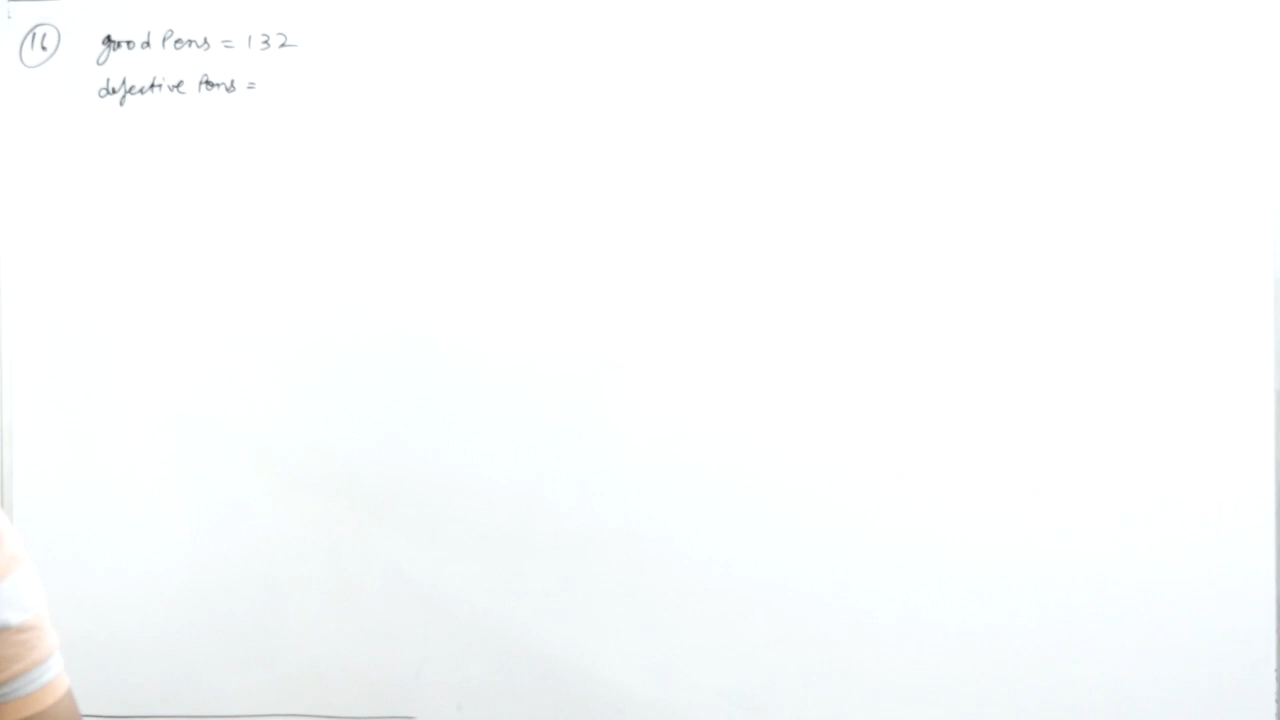 16 good Pens = 132
defective Pens =